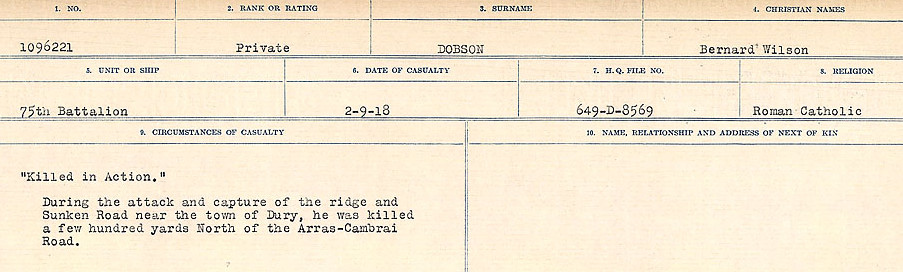 1. NO. 2. RANK OR RATING 3. SURNAME 4. CHRISTIAN NAMES
1096221 Private DOBSON Bernard Wilson
5. UNIT OR SHIP 6. DATE OF CASUALTY 7. H. Q. FILE NO. 8. RELIGION
75th Battalion 2-9-18 649-D-8569 Roman Catholic
9. CIRCUMSTANCES OF CASUALTY 10. NAME, RELATIONSHIP AND ADDRESS OF NEXT OF KIN
"Killed in Action."
During the attack and capture of the ridge and
Sunken Road near the town of Dury, he was killed
a few hundred yards North of the Arras-Cambrai
Road.